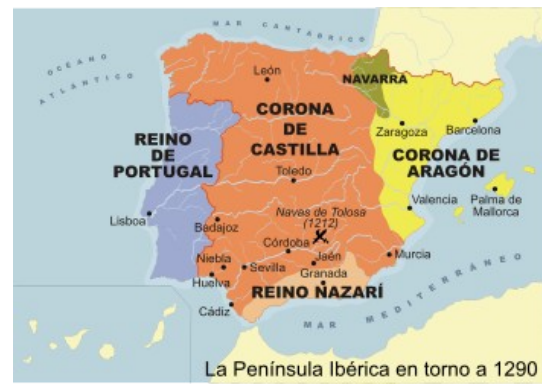 MAR CANTÁBRICO
OCÉANO
ATLÁNTICO
León
NAVARRA
CORONA
DE
CASTILLA
Zaragoza
Barcelona
REINO
DE
PORTUGAL
CORONA DE
ARAGÓN
Toledo
Valencia
Palma de
Mallorca
Navas de Tolosa
(1212)
Lisboa
Badajoz
Córdoba
Jaén
Murcia
Niebla
Sevilla
Granada
Huelva
REINO NAZARÍ
Cádiz
MAR MEDITERRÁNEO
La Península Ibérica en torno a 1290